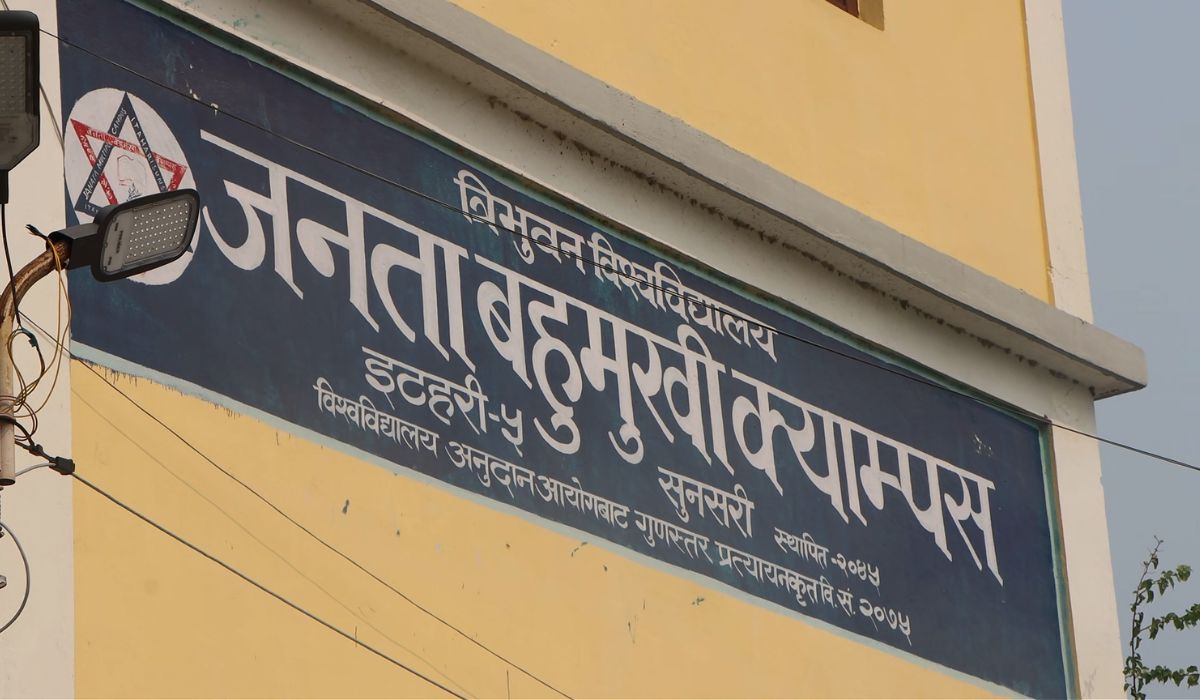 त्रिभुवन विश्वविद्यालय
जनता बहुमुखी क्याम्पस
इटहरी-५ सुनसरी स्थापित-२०४५
विश्वविद्यालय अनुदान आयोगबाट गुणस्तर प्रत्यायनकृत वि.सं. २०७५